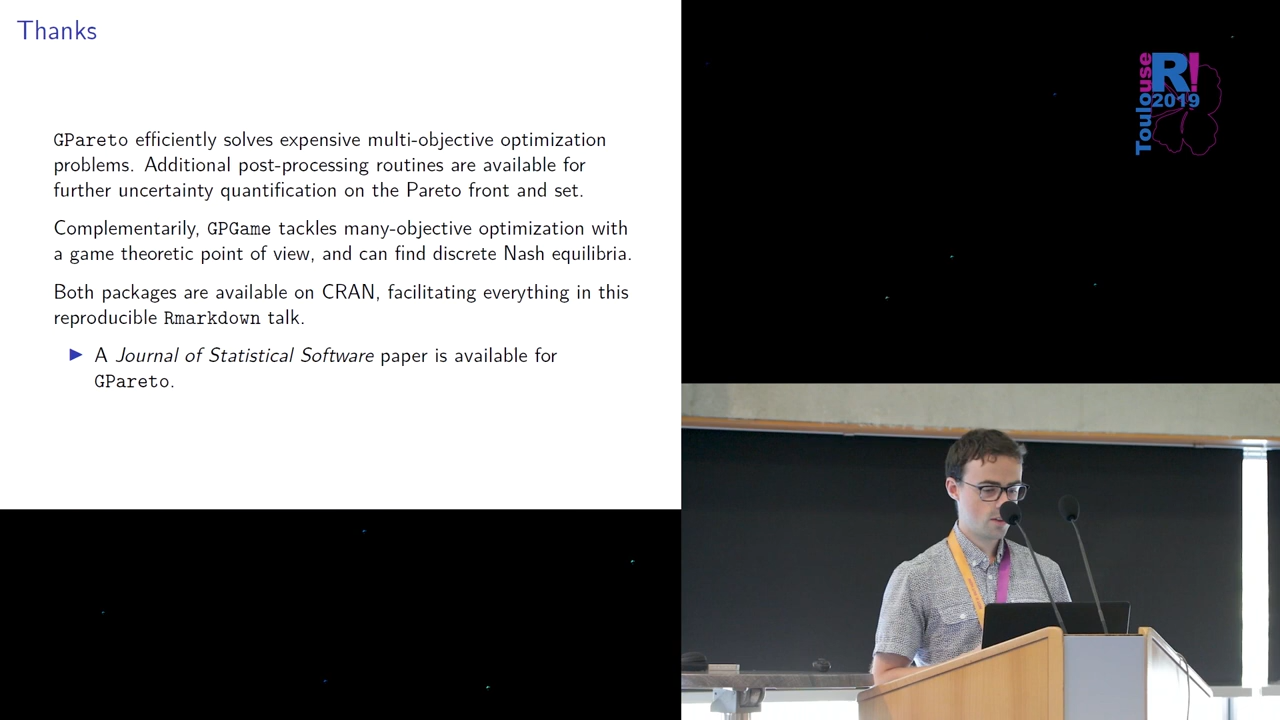 Thanks
GPareto efficiently solves expensive multi-objective optimization
problems. Additional post-processing routines are available for
further uncertainty quantification on the Pareto front and set.
Complementarily, GPGame tackles many-objective optimization with
a game theoretic point of view, and can find discrete Nash equilibria.
Both packages are available on CRAN, facilitating everything in this
reproducible Rmarkdown talk.
▶ A Journal of Statistical Software paper is available for
GPareto.
Toulouse
R!
2019